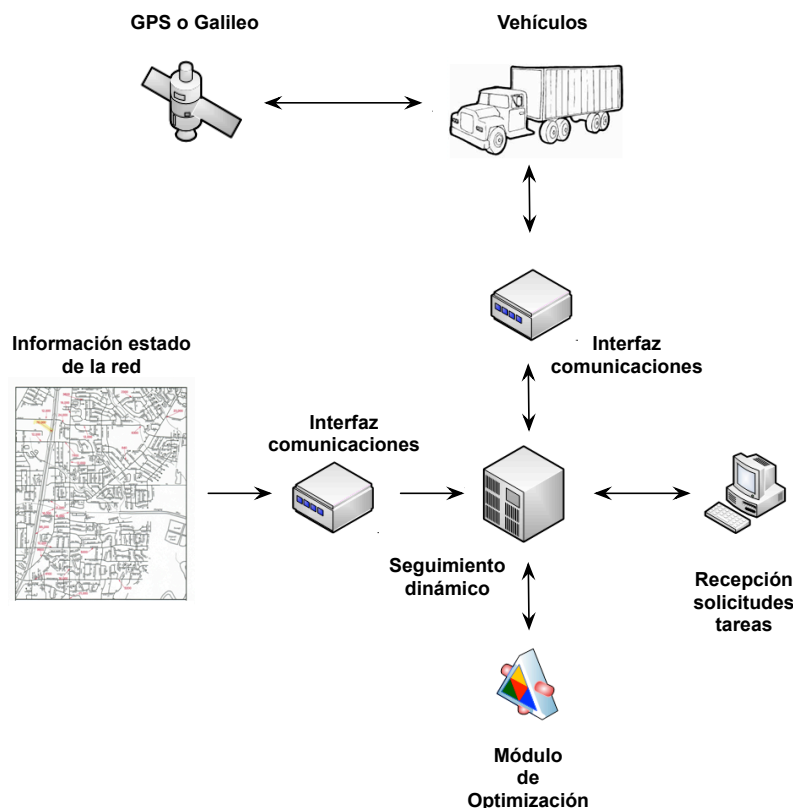 GPS o Galileo
Vehículos
Interfaz
comunicaciones
Información estado
de la red
Interfaz
comunicaciones
Seguimiento
dinámico
Recepción
solicitudes
tareas
Módulo
de
Optimización